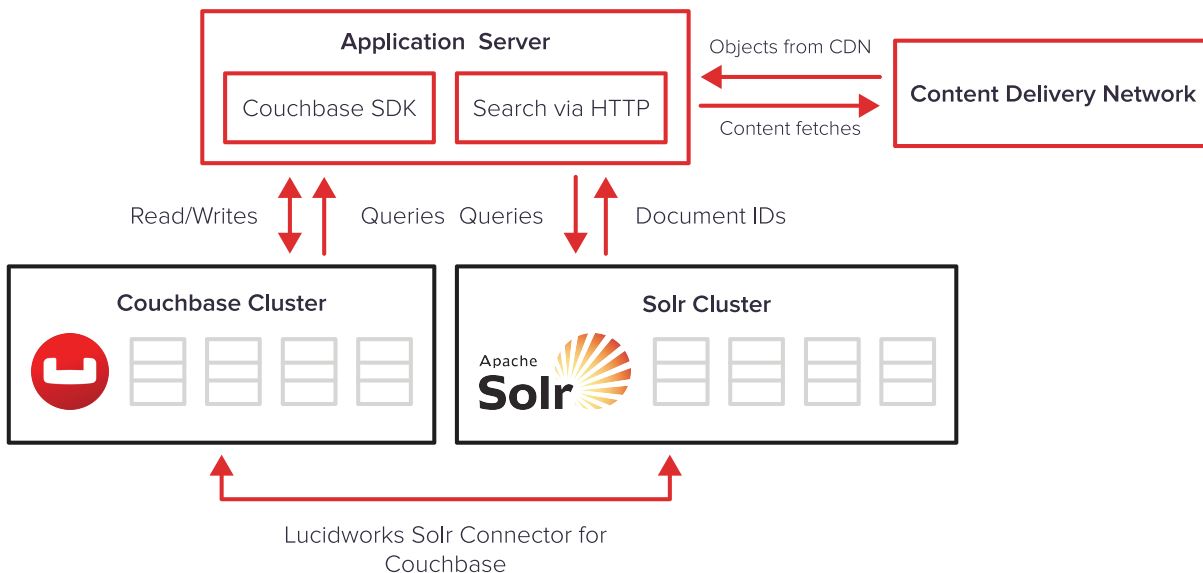 Application Server
Couchbase SDK
Search via HTTP
Objects from CDN
Content fetches
Content Delivery Network
Read/Writes
Queries
Queries
Document IDs
Couchbase Cluster
Solr Cluster
Apache
Solr
Lucidworks Solr Connector for
Couchbase